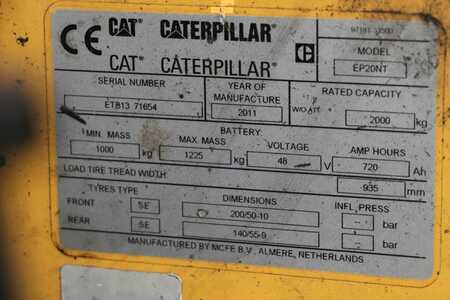 CE CAT CATERPILLAR
CAT CATERPILLAR C
MODEL
EP20NT
SERIAL NUMBER YEAR OF MANUFACTURE RATED CAPACITY
ETB13 71654 2011 W/O ATT 2000 kg
BATTERY:
MIN. MASS MAX. MASS VOLTAGE AMP HOURS
1000 kg 1225 kg 48 V 720 Ah
LOAD TIRE TREAD WIDTH 935 mm
TYRES TYPE DIMENSIONS INFL.PRESS
FRONT SE 200/50-10 - bar
REAR SE 140/55-9 - bar
MANUFACTURED BY MCFE B.V., ALMERE, NETHERLANDS